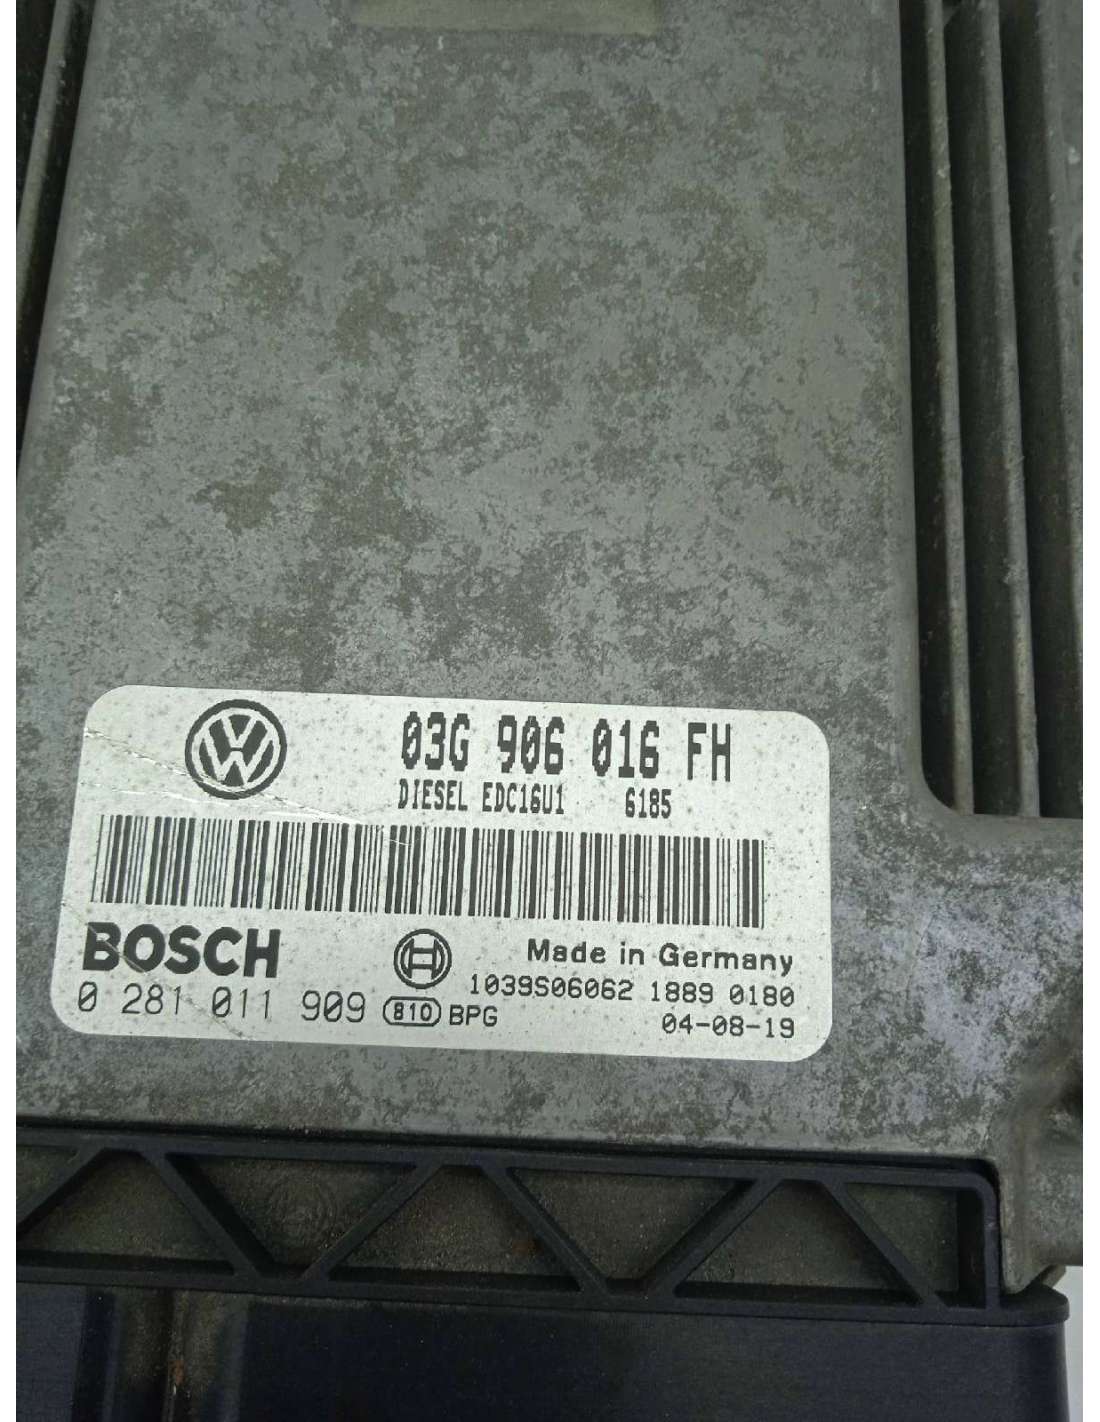 03G 906 016 FH
DIESEL EDC16U1 6185
BOSCH
Made in Germany
1039S06062 1889 0180
0 281 011 909 810 BPG
04-08-19